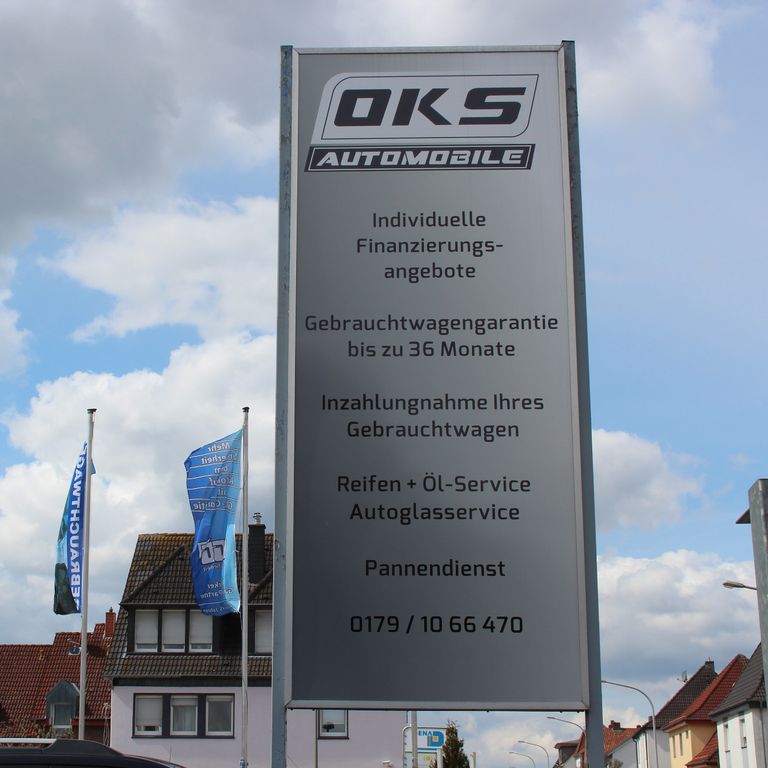 OKS
AUTOMOBILE
Individuelle
Finanzierungs-
angebote
Gebrauchtwagengarantie
bis zu 36 Monate
Inzahlungnahme Ihres
Gebrauchtwagen
Reifen + Öl-Service
Autoglasservice
Pannendienst
0179 / 10 66 470
Mehr